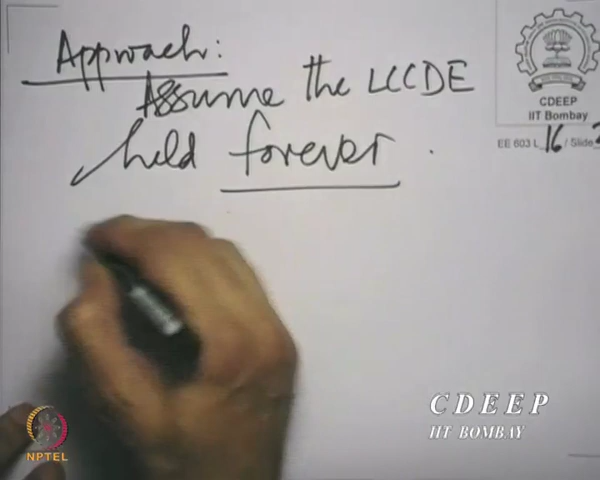 Approach:
Assume the LCCDE
held forever.
CDEEP
IIT Bombay
EE 603 L 16 / Slide
CDEEP
IIT BOMBAY
NPTEL